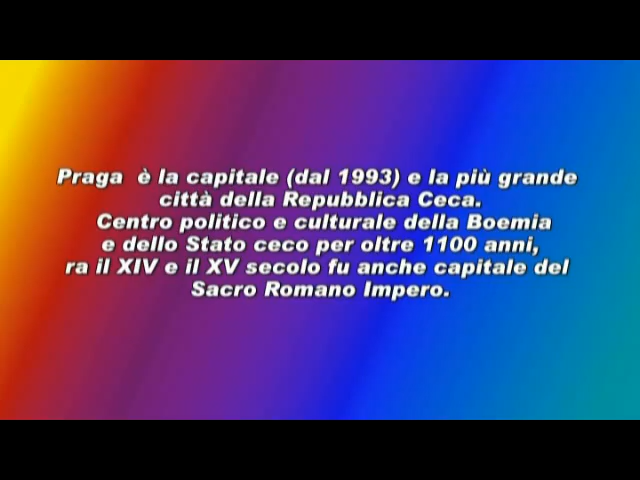 Praga  è la capitale (dal 1993) e la più grande
città della Repubblica Ceca.
Centro politico e culturale della Boemia
e dello Stato ceco per oltre 1100 anni,
ra il XIV e il XV secolo fu anche capitale del
Sacro Romano Impero.